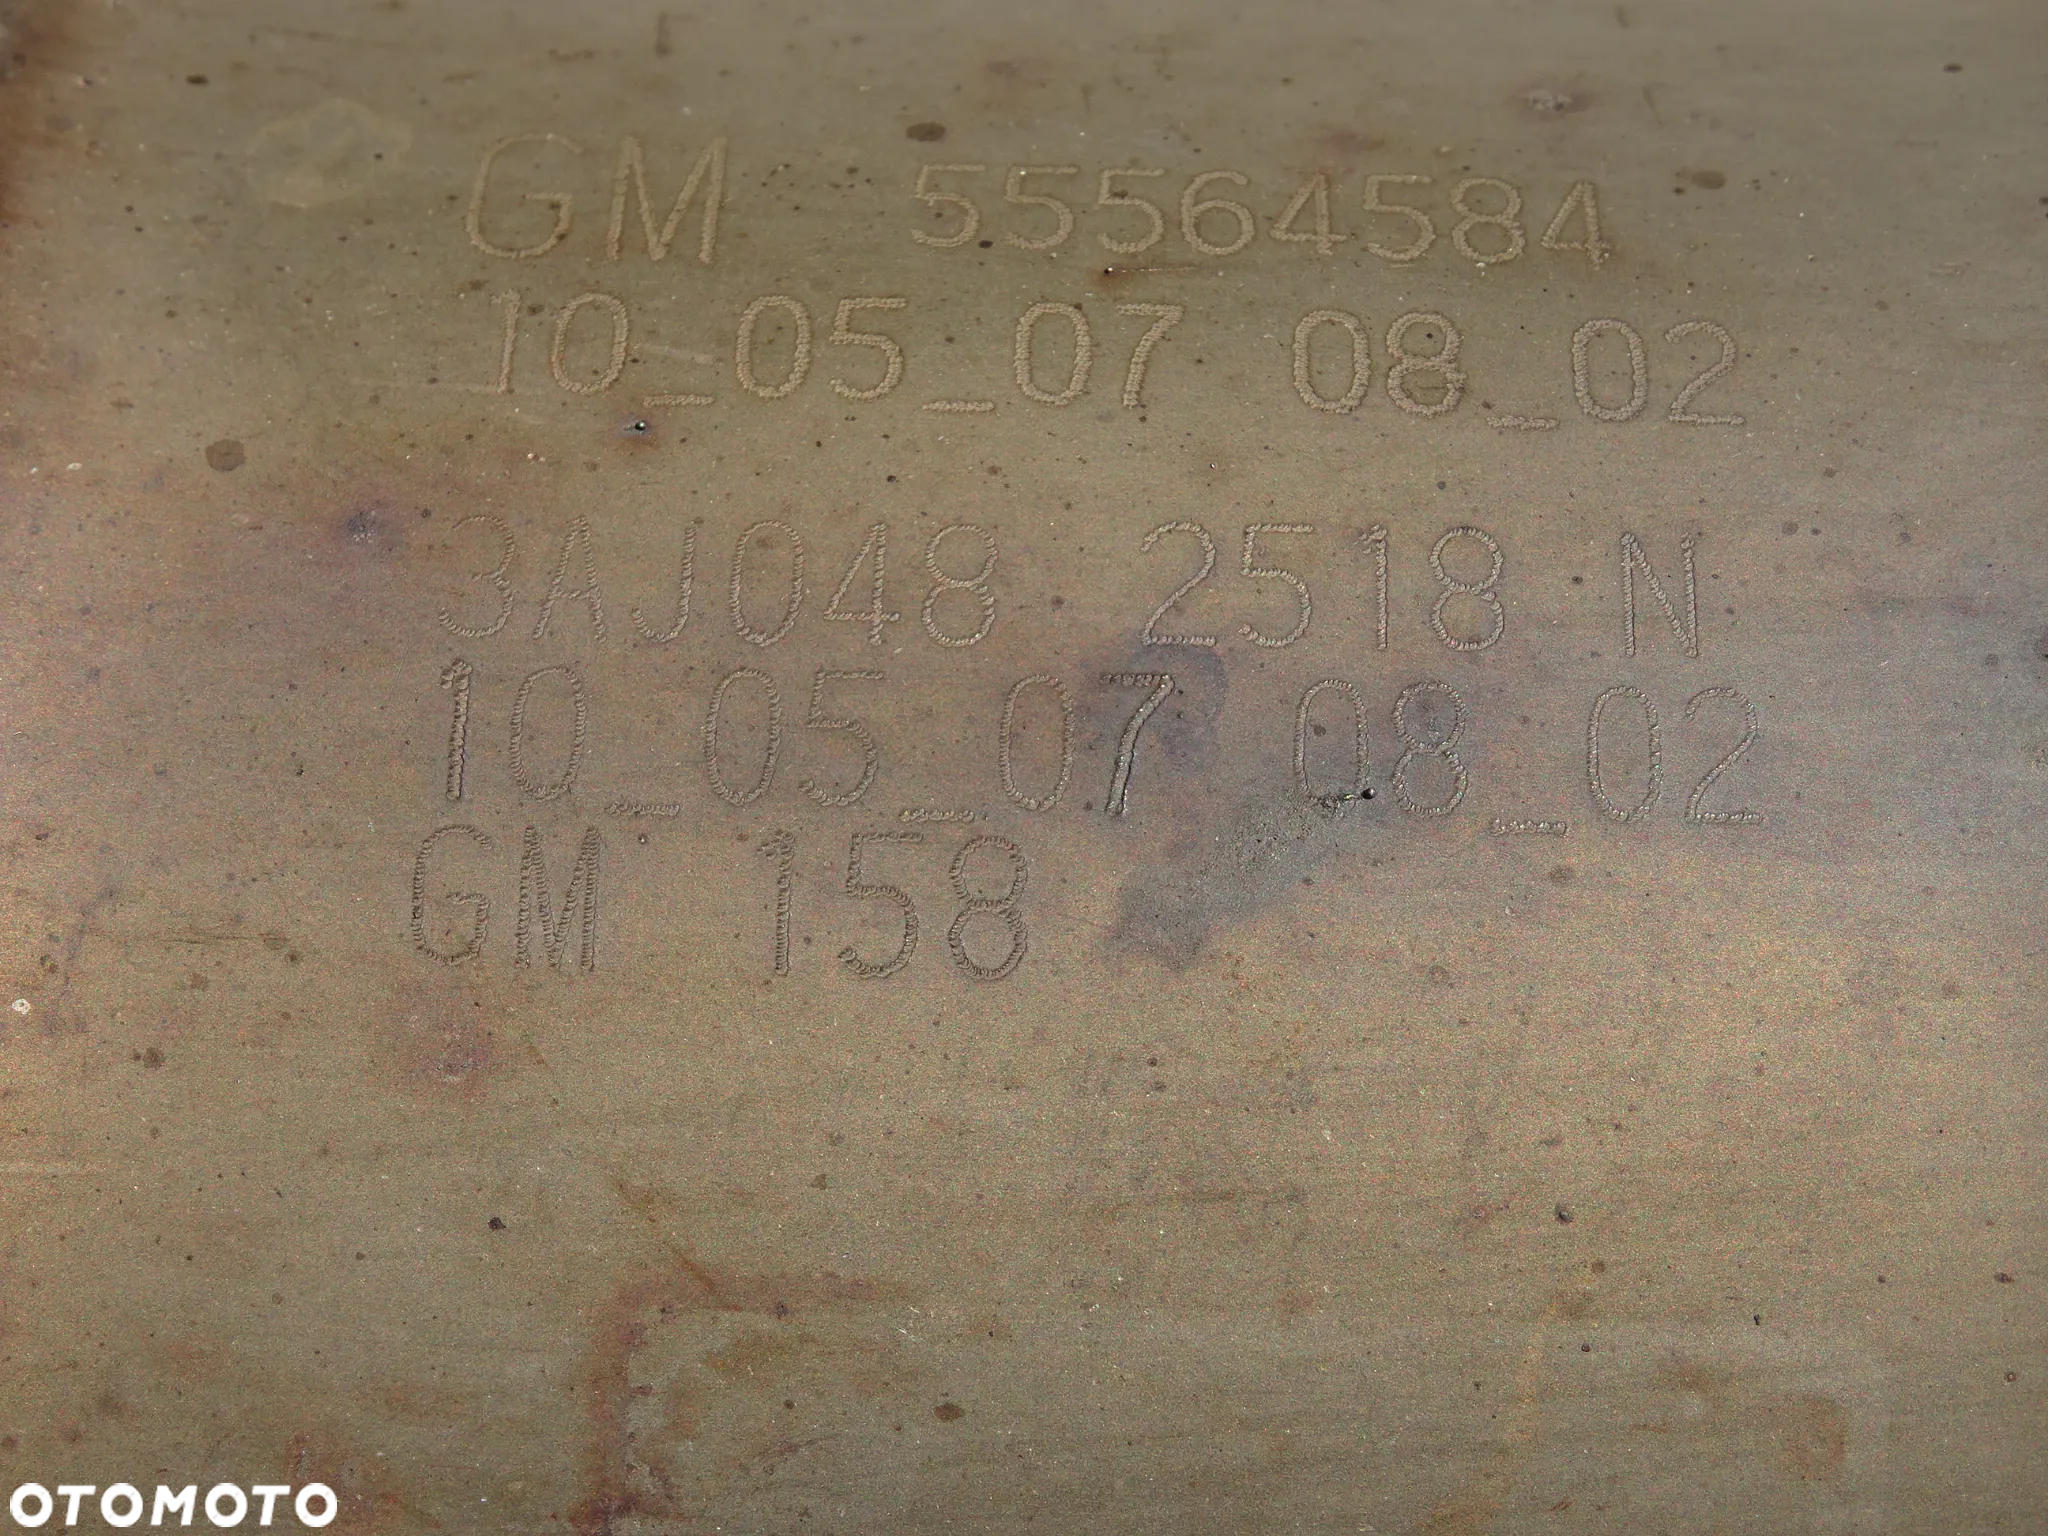 GM 55564584
10_05_07 08_02
3AJ048 2518 N
10_05_07 08_02
GM 158
OTOMOTO